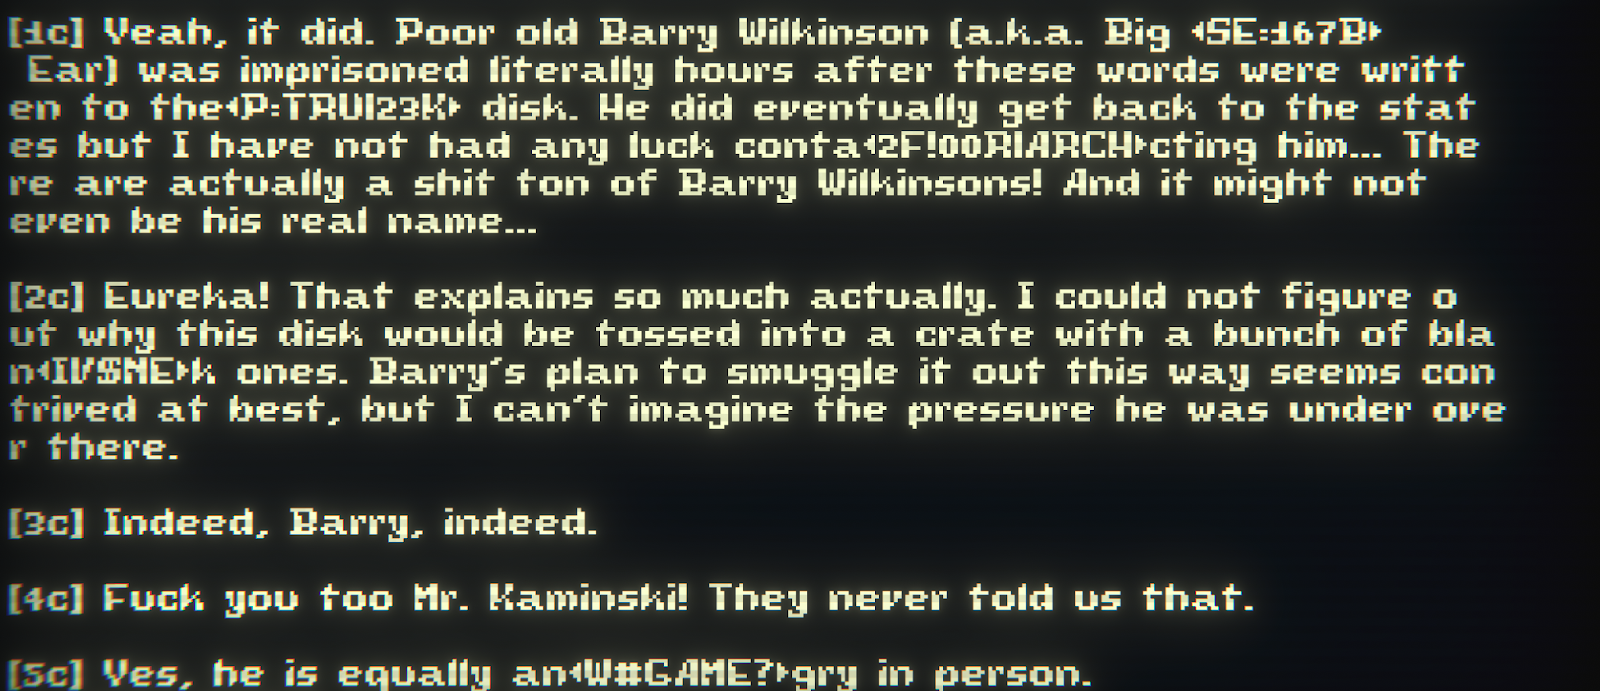 [1c] Yeah, it did. Poor old Barry Wilkinson (a.k.a. Big ‹SE:167B›
Ear) was imprisoned literally hours after these words were writt
en to the‹P:TRUI23K› disk. He did eventually get back to the stat
es but I have not had any luck conta‹2F!00RIARCH›cting him... The
re are actually a shit ton of Barry Wilkinsons! And it might not
even be his real name...
[2c] Eureka! That explains so much actually. I could not figure o
ut why this disk would be tossed into a crate with a bunch of bla
n‹IV$NE›k ones. Barry's plan to smuggle it out this way seems con
trived at best, but I can't imagine the pressure he was under ove
r there.
[3c] Indeed, Barry, indeed.
[4c] Fuck you too Mr. Kaminski! They never told us that.
[5c] Yes, he is equally an‹W#GAME?›gry in person.